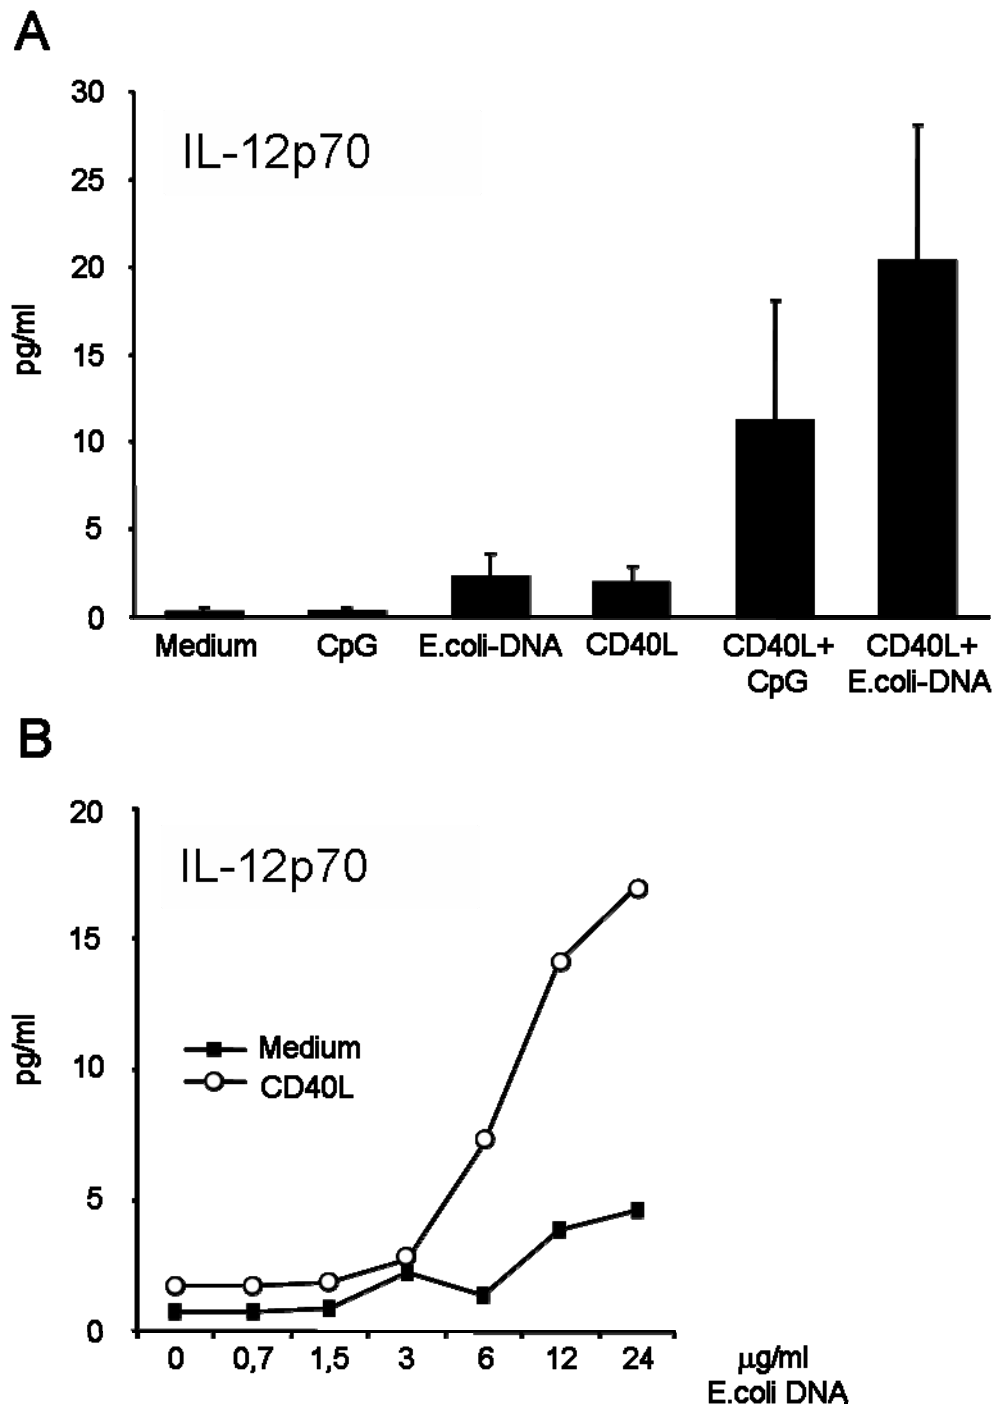 A
30
IL-12p70
25
20
pg/ml
15
10
5
0
Medium CpG E.coli-DNA CD40L CD40L+ CD40L+
CpG E.coli-DNA
B
20
IL-12p70
15
pg/ml
10
Medium
CD40L
5
0
0 0,7 1,5 3 6 12 24 µg/ml
E.coli DNA